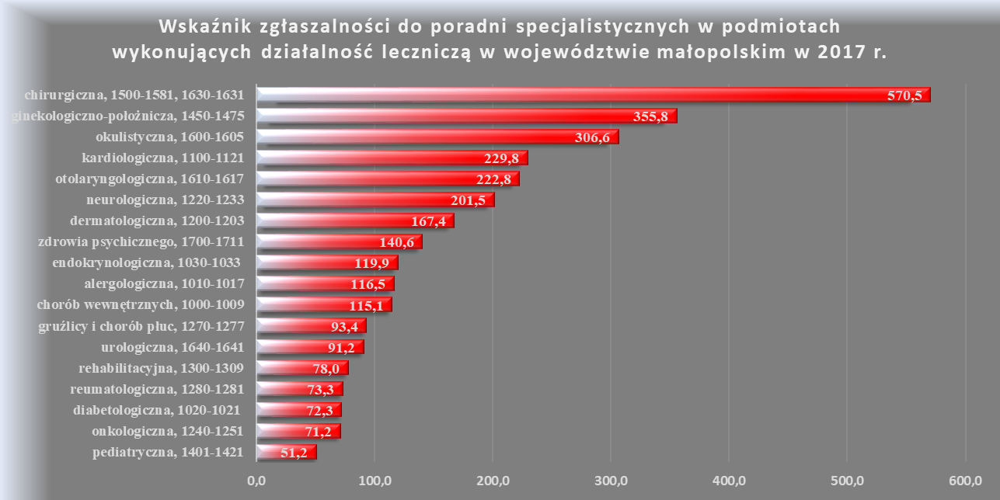 Wskaźnik zgłaszalności do poradni specjalistycznych w podmiotach
wykonujących działalność leczniczą w województwie małopolskim w 2017 r.
chirurgiczna, 1500-1581, 1630-1631 570,5
ginekologiczno-położnicza, 1450-1475 355,8
okulistyczna, 1600-1605 306,6
kardiologiczna, 1100-1121 229,8
otolaryngologiczna, 1610-1617 222,8
neurologiczna, 1220-1233 201,5
dermatologiczna, 1200-1203 167,4
zdrowia psychicznego, 1700-1711 140,6
endokrynologiczna, 1030-1033 119,9
alergologiczna, 1010-1017 116,5
chorób wewnętrznych, 1000-1009 115,1
gruźlicy i chorób płuc, 1270-1277 93,4
urologiczna, 1640-1641 91,2
rehabilitacyjna, 1300-1309 78,0
reumatologiczna, 1280-1281 73,3
diabetologiczna, 1020-1021 72,3
onkologiczna, 1240-1251 71,2
pediatryczna, 1401-1421 51,2
0,0 100,0 200,0 300,0 400,0 500,0 600,0